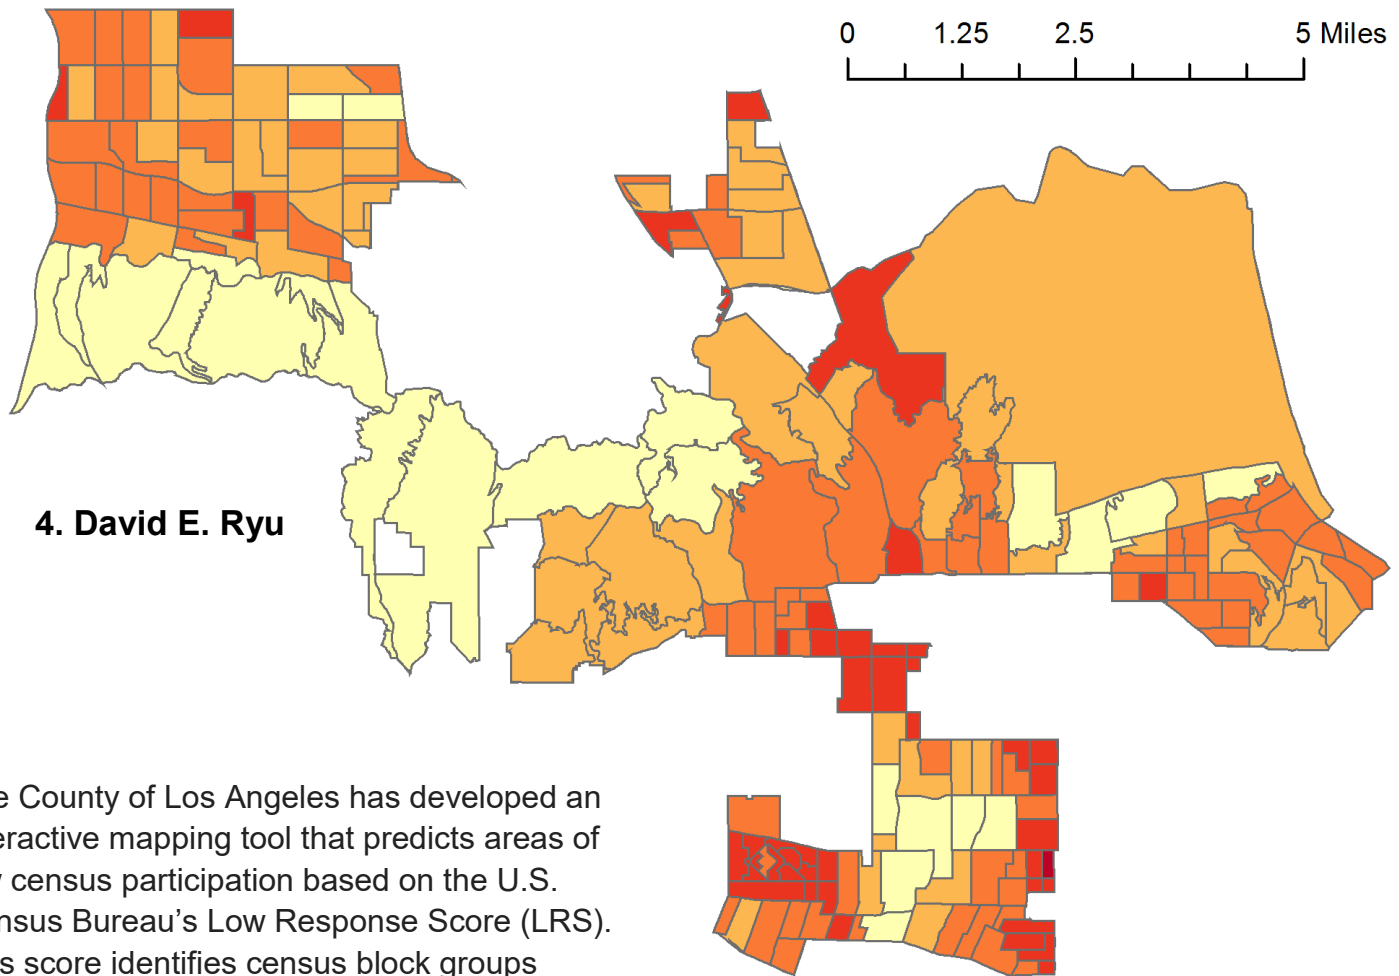 0 1.25 2.5 5 Miles
4. David E. Ryu
e County of Los Angeles has developed an
eractive mapping tool that predicts areas of
census participation based on the U.S.
nsus Bureau's Low Response Score (LRS).
s score identifies census block groups